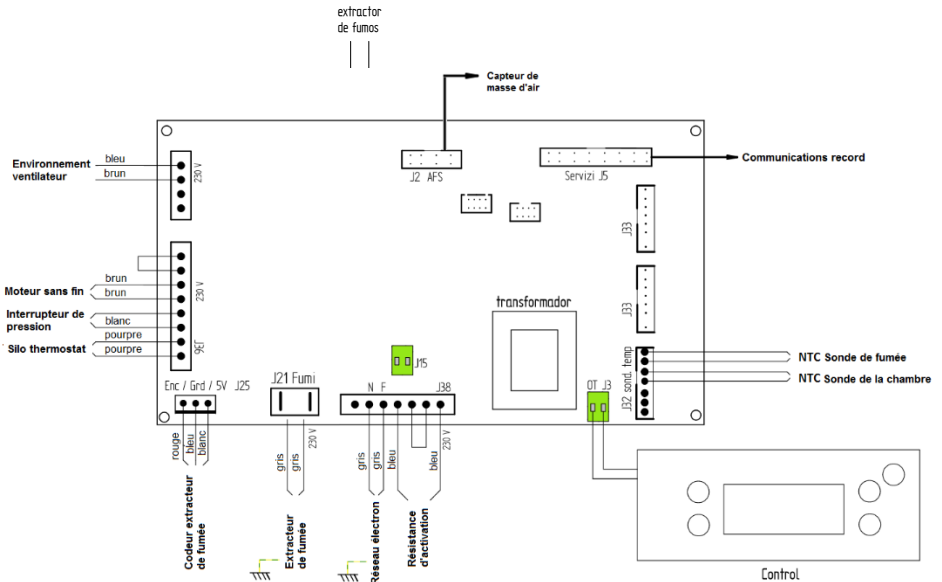 extractor
de fumos
Capteur de
masse d'air
Environnement
ventilateur
bleu
brun
230 V
J2 AFS
Servizi J5
Communications record
J33
brun
Moteur sans fin
brun
230 V
Interrupteur de
pression
blanc
pourpre
Silo thermostat
pourpre
J36
transformador
J33
J15
Enc / Grd / 5V J25
J21 Fumi
N F
J38
OT J3
J32 sond. temp
NTC Sonde de fumée
NTC Sonde de la chambre
rouge
bleu
blanc
Codeur extracteur
de fumée
gris
gris
230 V
Extracteur
de fumée
gris
gris
Réseau électron
bleu
bleu
230 V
Résistance
d'activation
Control